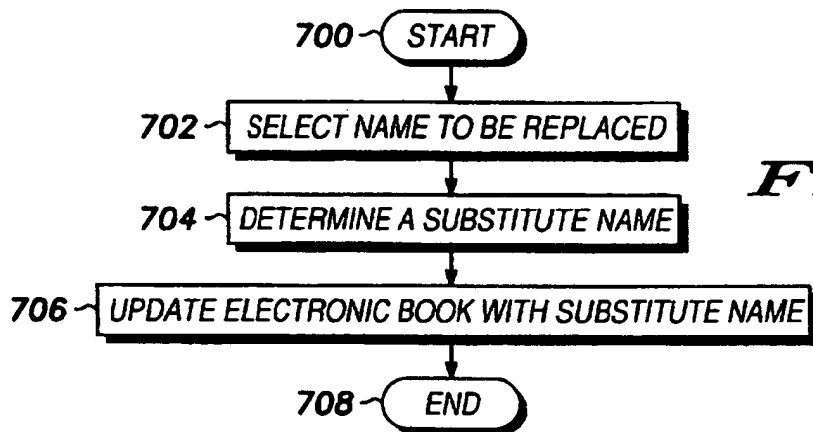 700 START
702 SELECT NAME TO BE REPLACED
704 DETERMINE A SUBSTITUTE NAME
706 UPDATE ELECTRONIC BOOK WITH SUBSTITUTE NAME
708 END